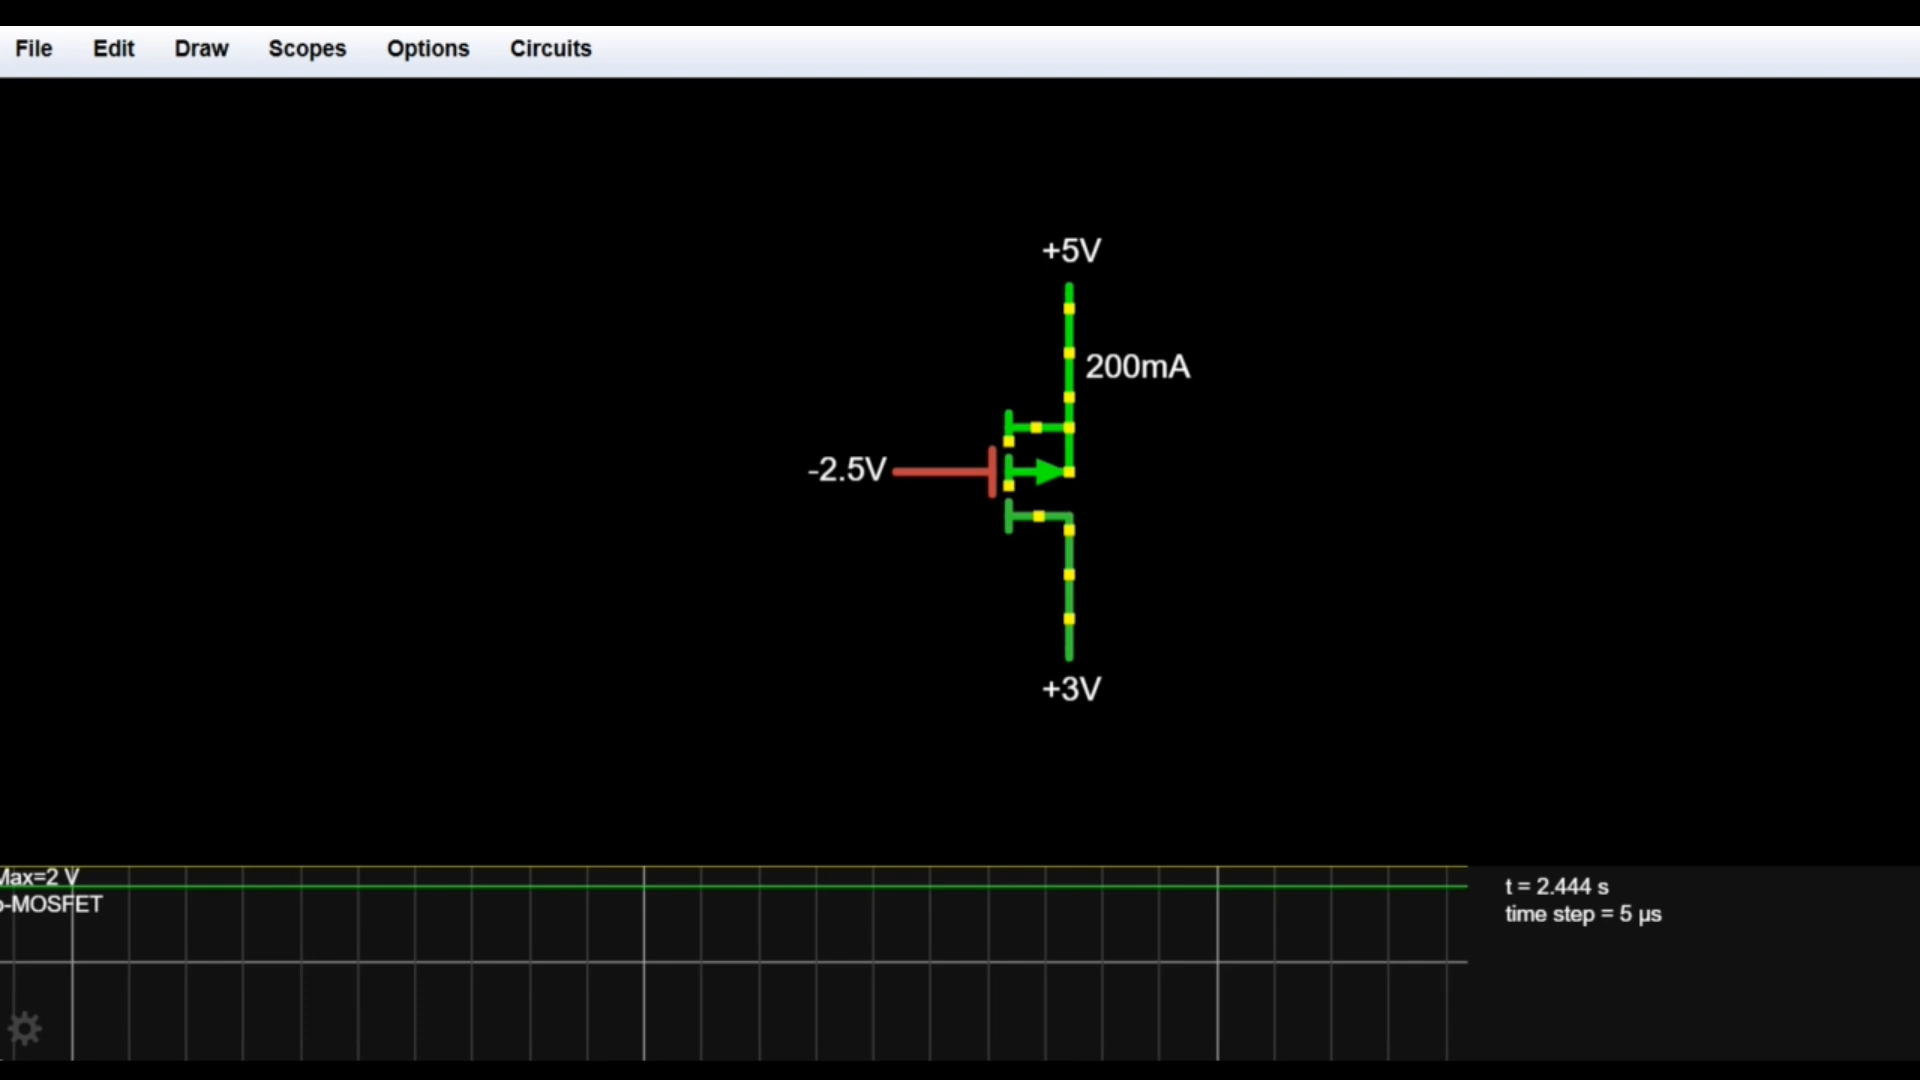 File Edit Draw Scopes Options Circuits
+5V
200mA
-2.5V
+3V
Max=2 V
p-MOSFET
t = 2.444 s
time step = 5 µs